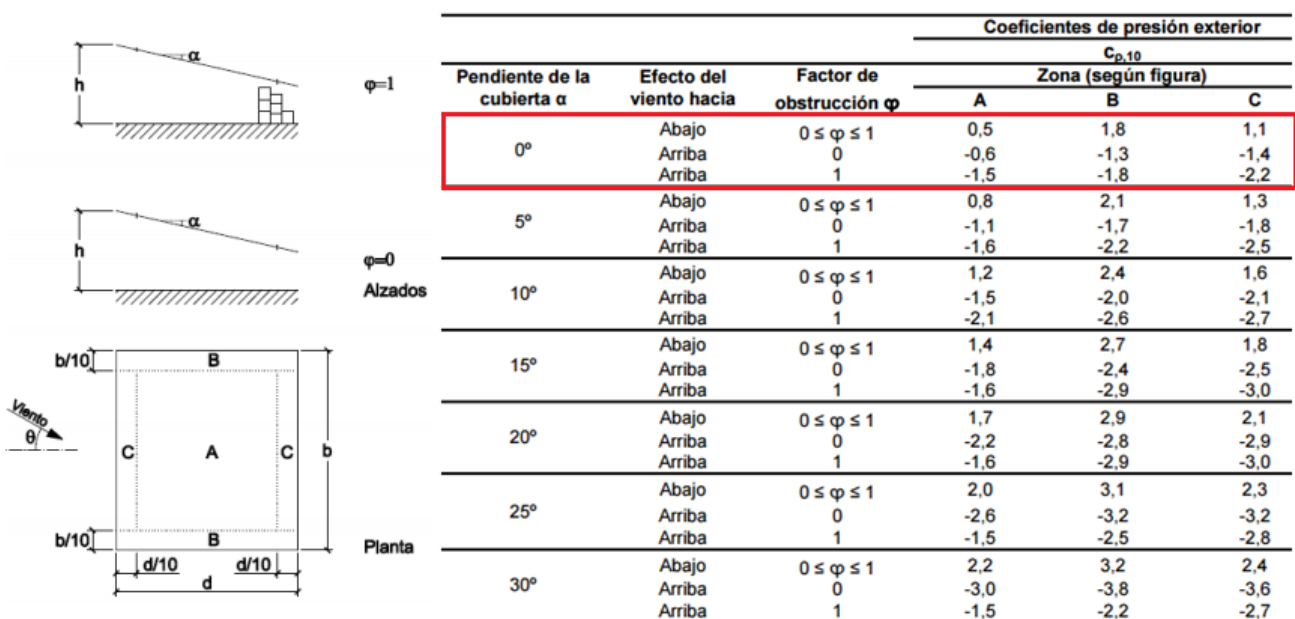 α
h
φ=1
α
h
φ=0
Alzados
b/10
B
Viento
θ
C
A
C
b
b/10
B
Planta
d/10
d/10
d
Coeficientes de presión exterior
cp,10
Pendiente de la Efecto del Factor de Zona (según figura)
cubierta α viento hacia obstrucción φ A B C
Abajo 0 ≤ φ ≤ 1 0,5 1,8 1,1
0º Arriba 0 -0,6 -1,3 -1,4
Arriba 1 -1,5 -1,8 -2,2
Abajo 0 ≤ φ ≤ 1 0,8 2,1 1,3
5º Arriba 0 -1,1 -1,7 -1,8
Arriba 1 -1,6 -2,2 -2,5
Abajo 0 ≤ φ ≤ 1 1,2 2,4 1,6
10º Arriba 0 -1,5 -2,0 -2,1
Arriba 1 -2,1 -2,6 -2,7
Abajo 0 ≤ φ ≤ 1 1,4 2,7 1,8
15º Arriba 0 -1,8 -2,4 -2,5
Arriba 1 -1,6 -2,9 -3,0
Abajo 0 ≤ φ ≤ 1 1,7 2,9 2,1
20º Arriba 0 -2,2 -2,8 -2,9
Arriba 1 -1,6 -2,9 -3,0
Abajo 0 ≤ φ ≤ 1 2,0 3,1 2,3
25º Arriba 0 -2,6 -3,2 -3,2
Arriba 1 -1,5 -2,5 -2,8
Abajo 0 ≤ φ ≤ 1 2,2 3,2 2,4
30º Arriba 0 -3,0 -3,8 -3,6
Arriba 1 -1,5 -2,2 -2,7